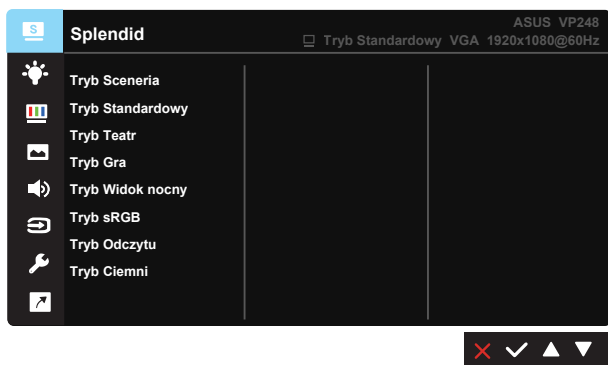 S
Splendid
ASUS VP248
Tryb Standardowy VGA 1920x1080@60Hz
Tryb Sceneria
Tryb Standardowy
Tryb Teatr
Tryb Gra
Tryb Widok nocny
Tryb sRGB
Tryb Odczytu
Tryb Ciemni